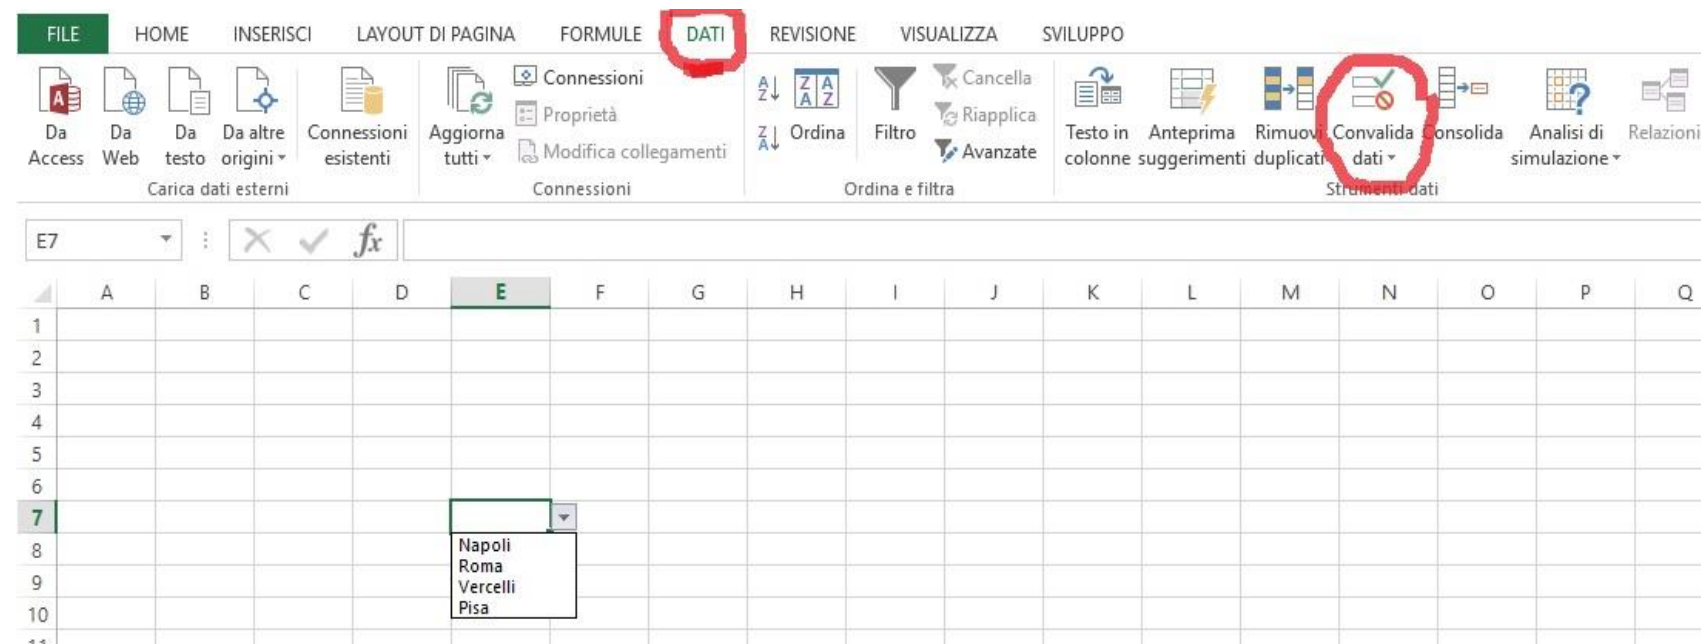 FILE HOME INSERISCI LAYOUT DI PAGINA FORMULE DATI REVISIONE VISUALIZZA SVILUPPO
Da Access
Da Web
Da testo
Da altre origini
Connessioni esistenti
Carica dati esterni
Aggiorna tutti
Connessioni
Proprietà
Modifica collegamenti
Connessioni
A Z
Z A
Z A A Z
Ordina
Filtro
Cancella
Riapplica
Avanzate
Ordina e filtra
Testo in colonne
Anteprima suggerimenti
Rimuovi duplicati
Convalida dati
Consolida
Analisi di simulazione
Relazioni
Strumenti dati
E7 fx
A B C D E F G H I J K L M N O P Q
1
2
3
4
5
6
7
8 Napoli
Roma
9 Vercelli
10 Pisa
11